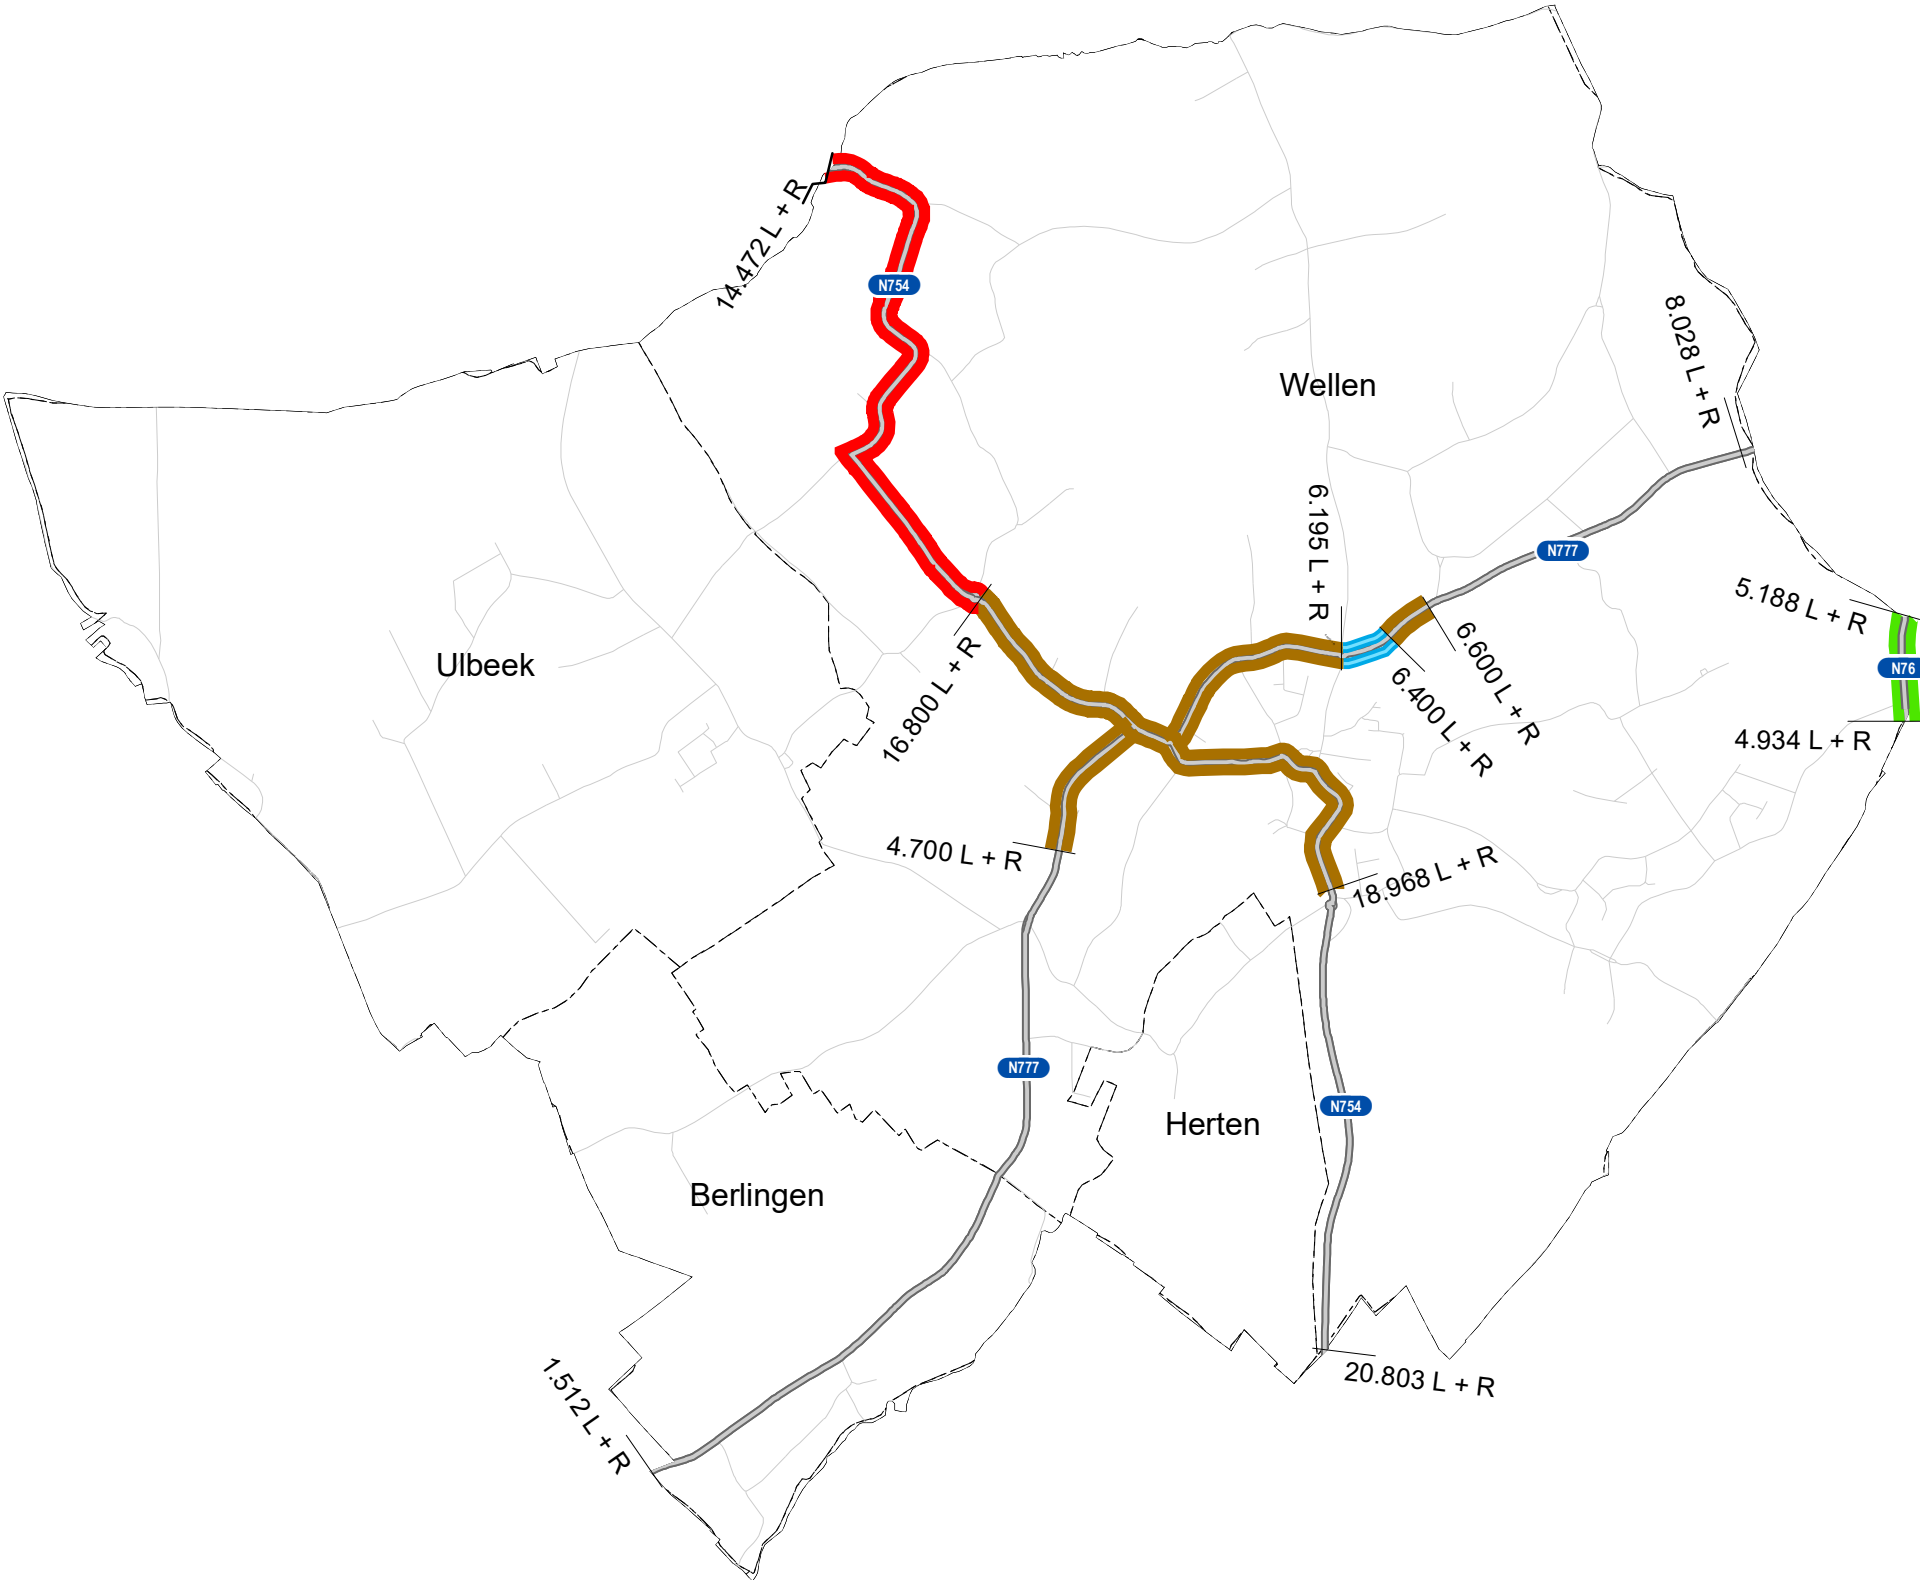 14.472 L + R
N754
8.028 L + R
Wellen
6.195 L + R
N777
5.188 L + R
6.600 L + R
Ulbeek
N76
6.400 L + R
16.800 L + R
4.934 L + R
4.700 L + R
18.968 L + R
N777
N754
Herten
Berlingen
20.803 L + R
1.512 L + R